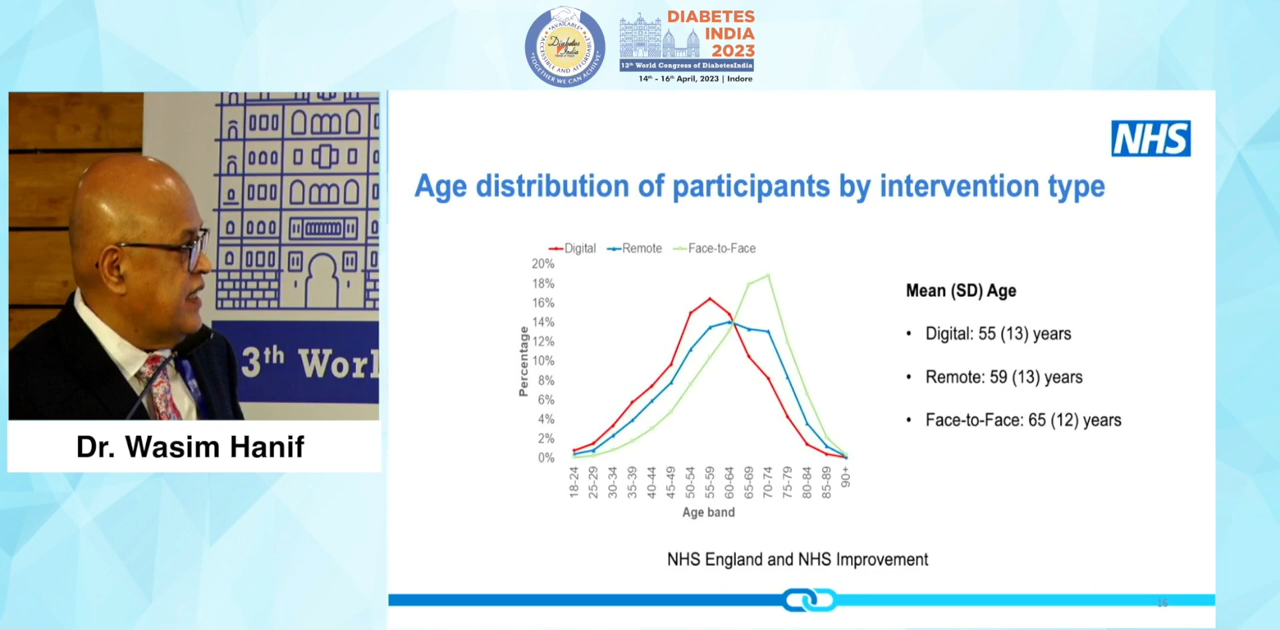 AVAILABLE
ACCESSIBLE AND AFFORDABLE
Diabetes
India
TOGETHER WE CAN ACHIEVE
DIABETES
INDIA
2023
13th World Congress of DiabetesIndia
14th - 16th April, 2023 | Indore
3th Worl
Dr. Wasim Hanif
NHS
Age distribution of participants by intervention type
Digital Remote Face-to-Face
20%
18%
16%
14%
12%
10%
8%
6%
4%
2%
0%
Percentage
18-24
25-29
30-34
35-39
40-44
45-49
50-54
55-59
60-64
65-69
70-74
75-79
80-84
85-89
90+
Age band
Mean (SD) Age
• Digital: 55 (13) years
• Remote: 59 (13) years
• Face-to-Face: 65 (12) years
NHS England and NHS Improvement
16